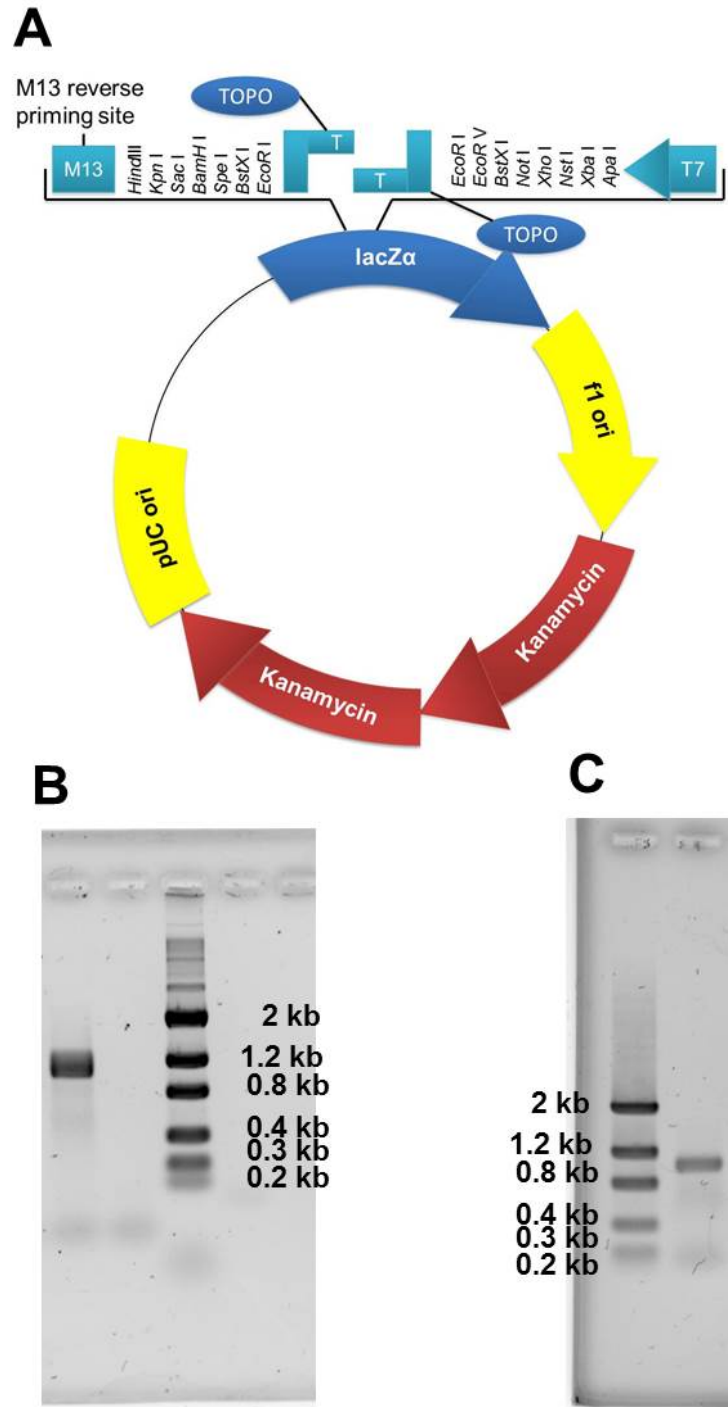 A
M13 reverse
priming site
TOPO
M13
HindIII
Kpn I
Sac I
BamH I
Spe I
BstX I
EcoR I
T
T
EcoR I
EcoR V
BstX I
Not I
Xho I
Nst I
Xba I
Apa I
T7
TOPO
lacZα
f1 ori
pUC ori
Kanamycin
Kanamycin
B
2 kb
1.2 kb
0.8 kb
0.4 kb
0.3 kb
0.2 kb
C
2 kb
1.2 kb
0.8 kb
0.4 kb
0.3 kb
0.2 kb